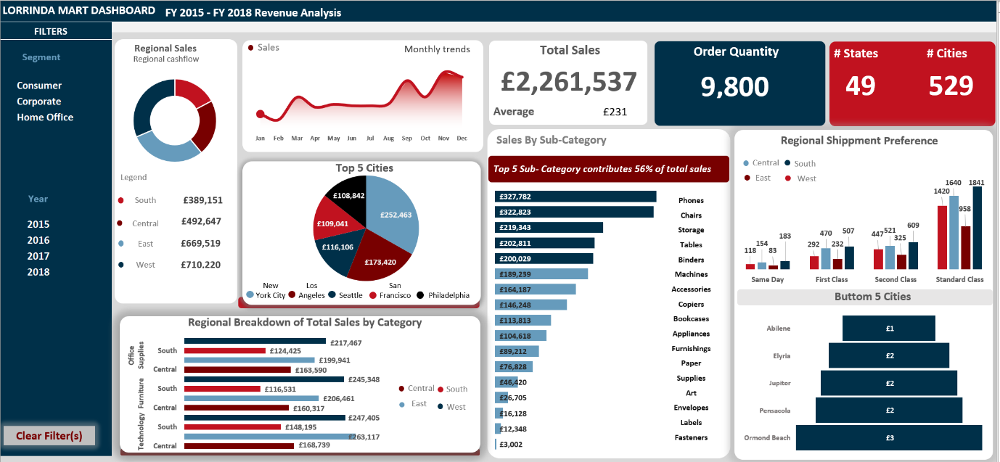 LORRINDA MART DASHBOARD FY 2015 - FY 2018 Revenue Analysis
FILTERS
Segment
Consumer
Corporate
Home Office
Year
2015
2016
2017
2018
Clear Filter(s)
Regional Sales
Regional cashflow
Legend
South £389,151
Central £492,647
East £669,519
West £710,220
Sales
Monthly trends
Jan Feb Mar Apr May Jun Jul Aug Sep Oct Nov Dec
Top 5 Cities
£108,842
£252,463
£109,041
£116,106
£173,420
New York City
Los Angeles
Seattle
San Francisco
Philadelphia
Regional Breakdown of Total Sales by Category
Office Supplies
£217,467
South £124,425
£199,941
Central £163,590
Furniture
£245,348
South £116,531
£206,461
Central £160,317
Technology
£247,405
South £148,195
£263,117
Central £168,739
Central South
East West
Total Sales
£2,261,537
Average £231
Order Quantity
9,800
# States # Cities
49 529
Sales By Sub-Category
Top 5 Sub- Category contributes 56% of total sales
£327,782 Phones
£322,823 Chairs
£219,343 Storage
£202,811 Tables
£200,029 Binders
£189,239 Machines
£164,187 Accessories
£146,248 Copiers
£113,813 Bookcases
£104,618 Appliances
£89,212 Furnishings
£76,828 Paper
£46,420 Supplies
£26,705 Art
£16,128 Envelopes
£12,348 Labels
£3,002 Fasteners
Regional Shippment Preference
Central South
East West
118 154 83 183
292 470 232 507
447 521 325 609
1420 1640 958 1841
Same Day First Class Second Class Standard Class
Buttom 5 Cities
Abilene £1
Elyria £2
Jupiter £2
Pensacola £2
Ormond Beach £3